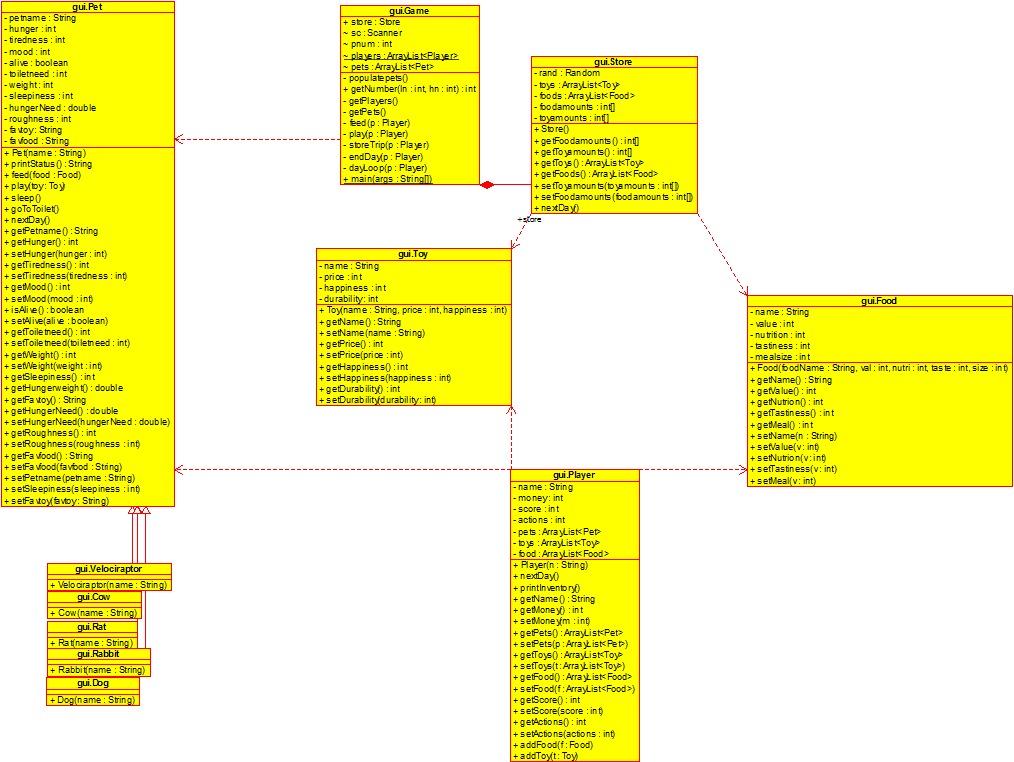 gui.Pet
- petname : String
- hunger : int
- tiredness : int
- mood : int
- alive : boolean
- toiletneed : int
- weight : int
- sleepiness : int
- hungerNeed : double
- roughness : int
- favtoy : String
- favfood : String
+ Pet(name : String)
+ printStatus() : String
+ feed(food : Food)
+ play(toy : Toy)
+ sleep()
+ goToToilet()
+ nextDay()
+ getPetname() : String
+ getHunger() : int
+ setHunger(hunger : int)
+ getTiredness() : int
+ setTiredness(tiredness : int)
+ getMood() : int
+ setMood(mood : int)
+ isAlive() : boolean
+ setAlive(alive : boolean)
+ getToiletneed() : int
+ setToiletneed(toiletneed : int)
+ getWeight() : int
+ setWeight(weight : int)
+ getSleepiness() : int
+ getHungerweight() : double
+ getFavtoy() : String
+ getHungerNeed() : double
+ setHungerNeed(hungerNeed : double)
+ getRoughness() : int
+ setRoughness(roughness : int)
+ getFavfood() : String
+ setFavfood(favfood : String)
+ setPetname(petname : String)
+ setSleepiness(sleepiness : int)
+ setFavtoy(favtoy : String)
gui.Game
+ store : Store
~ sc : Scanner
~ pnum : int
~ players : ArrayList<Player>
~ pets : ArrayList<Pet>
- populatepets()
+ getNumber(ln : int, hn : int) : int
- getPlayers()
- getPets()
- feed(p : Player)
- play(p : Player)
- storeTrip(p : Player)
- endDay(p : Player)
- dayLoop(p : Player)
+ main(args : String[])
gui.Store
- rand : Random
- toys : ArrayList<Toy>
- foods : ArrayList<Food>
- foodamounts : int[]
- toyamounts : int[]
+ Store()
+ getFoodamounts() : int[]
+ getToyamounts() : int[]
+ getToys() : ArrayList<Toy>
+ getFoods() : ArrayList<Food>
+ setToyamounts(toyamounts : int[])
+ setFoodamounts(foodamounts : int[])
+ nextDay()
+store
gui.Toy
- name : String
- price : int
- happiness : int
- durability : int
+ Toy(name : String, price : int, happiness : int)
+ getName() : String
+ setName(name : String)
+ getPrice() : int
+ setPrice(price : int)
+ getHappiness() : int
+ setHappiness(happiness : int)
+ getDurability() : int
+ setDurability(durability : int)
gui.Food
- name : String
- value : int
- nutrition : int
- tastiness : int
- mealsize : int
+ Food(foodName : String, val : int, nutri : int, taste : int, size : int)
+ getName() : String
+ getValue() : int
+ getNutrion() : int
+ getTastiness() : int
+ getMeal() : int
+ setName(n : String)
+ setValue(v : int)
+ setNutrion(v : int)
+ setTastiness(v : int)
+ setMeal(v : int)
gui.Player
- name : String
- money : int
- score : int
- actions : int
- pets : ArrayList<Pet>
- toys : ArrayList<Toy>
- food : ArrayList<Food>
+ Player(n : String)
+ nextDay()
+ printInventory()
+ getName() : String
+ getMoney() : int
+ setMoney(m : int)
+ getPets() : ArrayList<Pet>
+ setPets(p : ArrayList<Pet>)
+ getToys() : ArrayList<Toy>
+ setToys(t : ArrayList<Toy>)
+ getFood() : ArrayList<Food>
+ setFood(f : ArrayList<Food>)
+ getScore() : int
+ setScore(score : int)
+ getActions() : int
+ setActions(actions : int)
+ addFood(f : Food)
+ addToy(t : Toy)
gui.Velociraptor
+ Velociraptor(name : String)
gui.Cow
+ Cow(name : String)
gui.Rat
+ Rat(name : String)
gui.Rabbit
+ Rabbit(name : String)
gui.Dog
+ Dog(name : String)